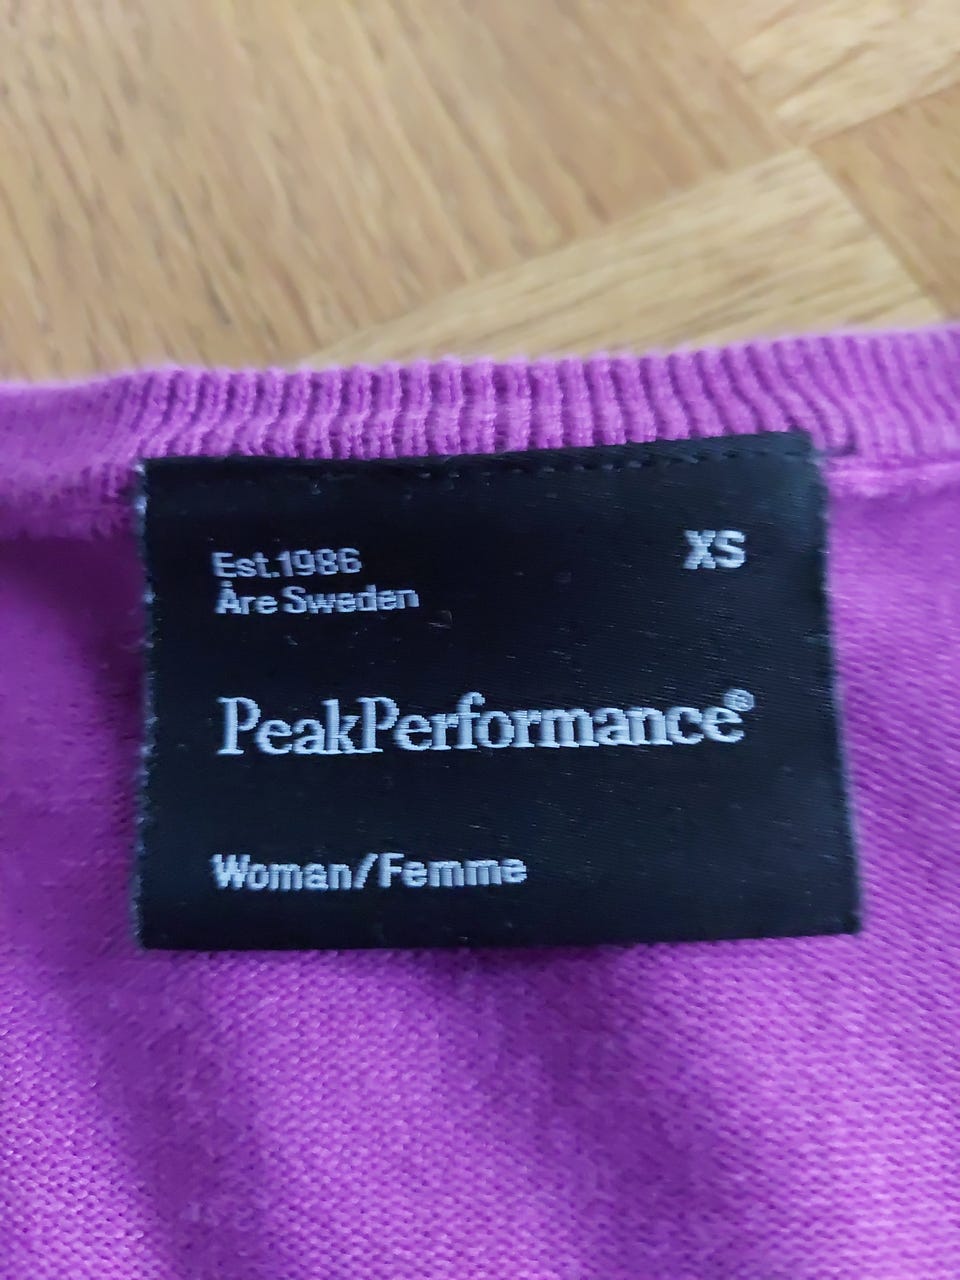 Est.1986
Åre Sweden
XS
PeakPerformance®
Woman/Femme